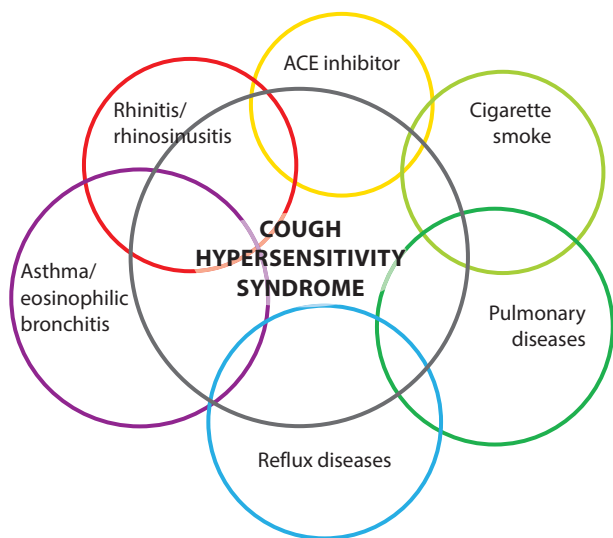 ACE inhibitor
Rhinitis/
rhinosinusitis
Cigarette
smoke
COUGH
HYPERSENSITIVITY
SYNDROME
Asthma/
eosinophilic
bronchitis
Pulmonary
diseases
Reflux diseases